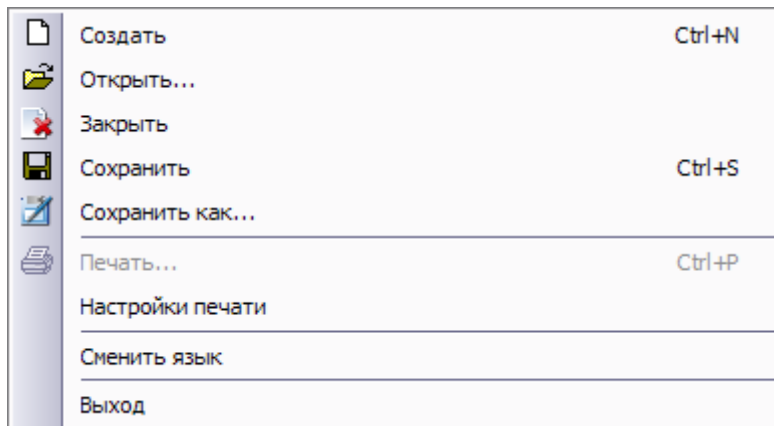 Создать Ctrl+N
Открыть...
Закрыть
Сохранить Ctrl+S
Сохранить как...
Печать... Ctrl+P
Настройки печати
Сменить язык
Выход